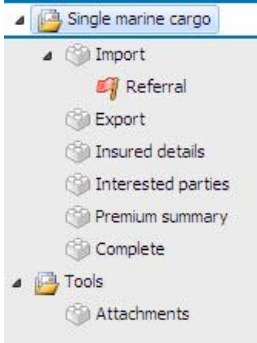 Single marine cargo
Import
Referral
Export
Insured details
Interested parties
Premium summary
Complete
Tools
Attachments